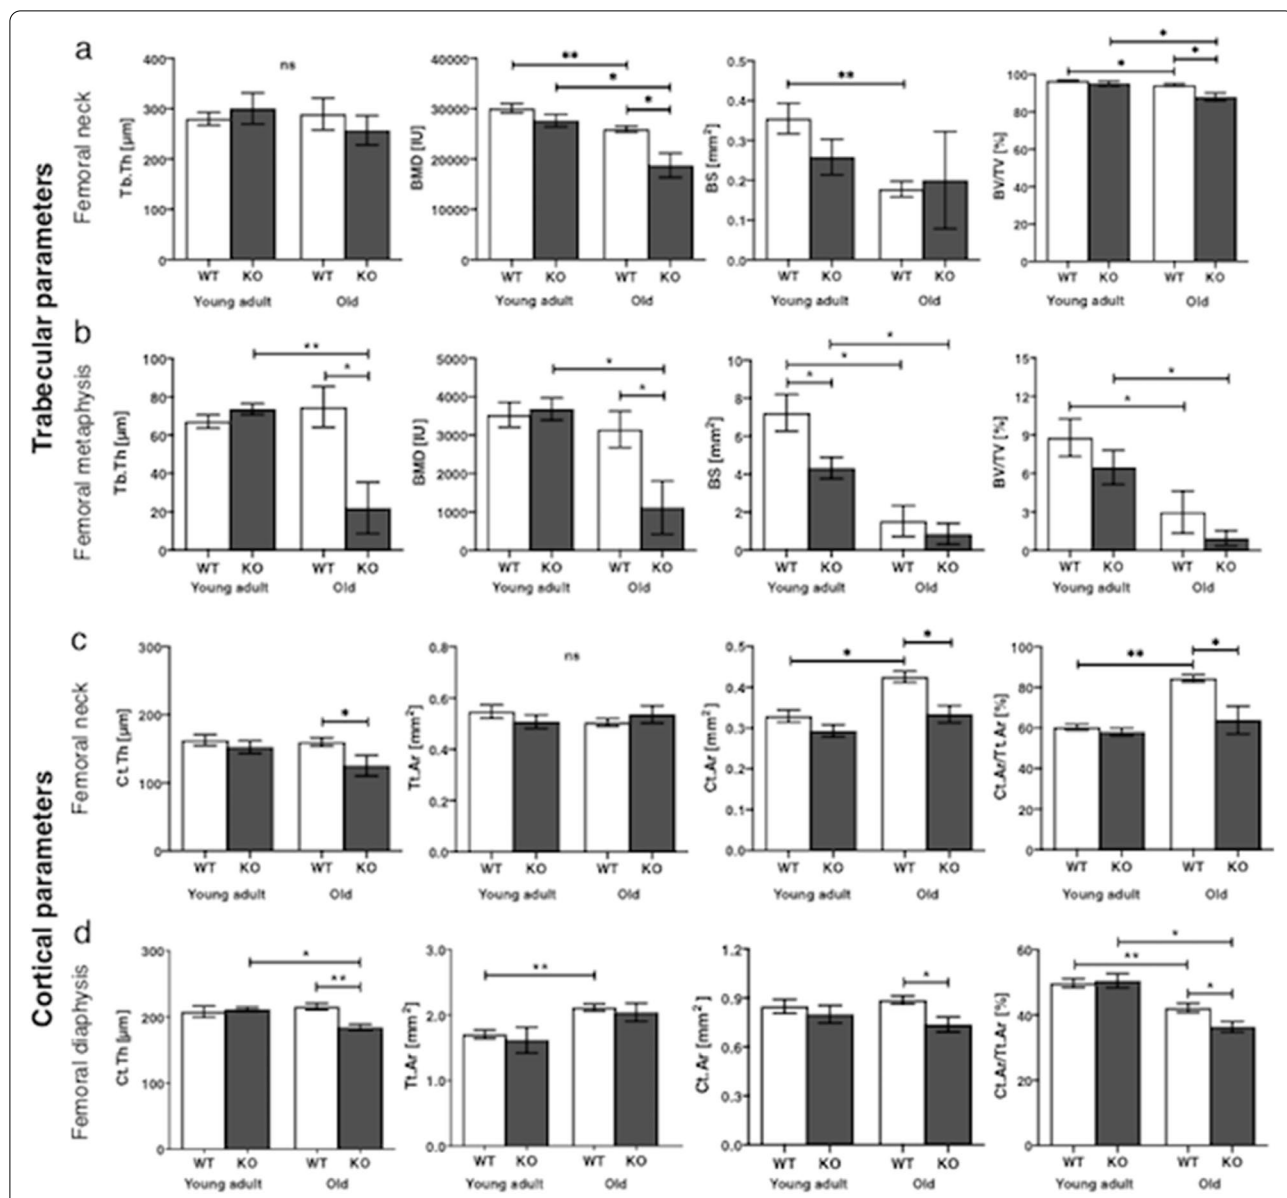 Trabecular parameters
a
Femoral neck
Tb.Th [µm]
400
300
200
100
0
ns
WT KO WT KO
Young adult Old
BMD [IU]
40000
30000
20000
10000
0
**
*
*
WT KO WT KO
Young adult Old
BS [mm²]
0.5
0.4
0.3
0.2
0.1
0.0
**
WT KO WT KO
Young adult Old
BV/TV [%]
100
80
60
40
20
0
*
*
*
WT KO WT KO
Young adult Old
b
Femoral metaphysis
Tb.Th [µm]
100
80
60
40
20
0
**
*
WT KO WT KO
Young adult Old
BMD [IU]
5000
4000
3000
2000
1000
0
*
*
WT KO WT KO
Young adult Old
BS [mm²]
10
8
6
4
2
0
*
*
*
WT KO WT KO
Young adult Old
BV/TV [%]
15
12
9
6
3
0
*
*
WT KO WT KO
Young adult Old
Cortical parameters
c
Femoral neck
Ct.Th [µm]
300
200
100
0
*
WT KO WT KO
Young adult Old
Tt.Ar [mm²]
0.8
0.6
0.4
0.2
0.0
ns
WT KO WT KO
Young adult Old
Ct.Ar [mm²]
0.5
0.4
0.3
0.2
0.1
0.0
*
*
WT KO WT KO
Young adult Old
Ct.Ar/Tt.Ar [%]
100
80
60
40
20
0
**
*
WT KO WT KO
Young adult Old
d
Femoral diaphysis
Ct.Th [µm]
300
200
100
0
*
**
WT KO WT KO
Young adult Old
Tt.Ar [mm²]
3.0
2.0
1.0
0.0
**
WT KO WT KO
Young adult Old
Ct.Ar [mm²]
1.2
0.9
0.6
0.3
0.0
*
WT KO WT KO
Young adult Old
Ct.Ar/Tt.Ar [%]
60
40
20
0
*
**
*
WT KO WT KO
Young adult Old